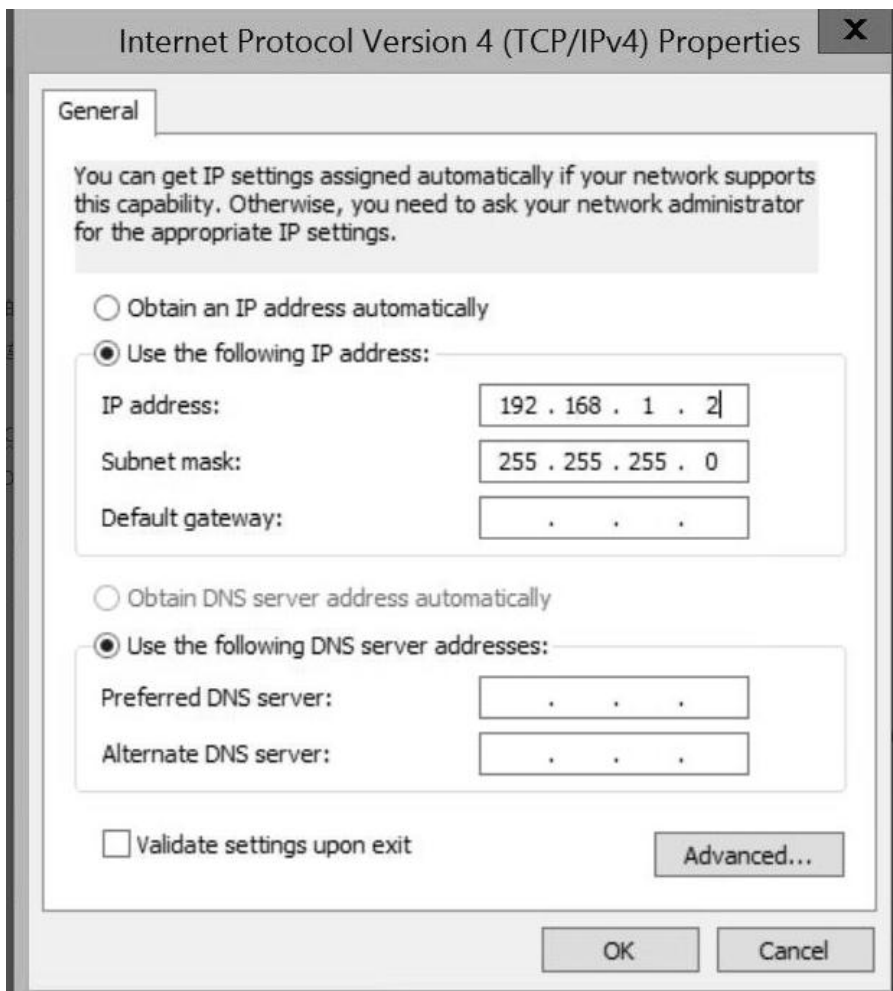 Internet Protocol Version 4 (TCP/IPv4) Properties
X
General
You can get IP settings assigned automatically if your network supports
this capability. Otherwise, you need to ask your network administrator
for the appropriate IP settings.
Obtain an IP address automatically
Use the following IP address:
IP address: 192 . 168 . 1 . 2
Subnet mask: 255 . 255 . 255 . 0
Default gateway: . . .
Obtain DNS server address automatically
Use the following DNS server addresses:
Preferred DNS server: . . .
Alternate DNS server: . . .
Validate settings upon exit
Advanced...
OK Cancel